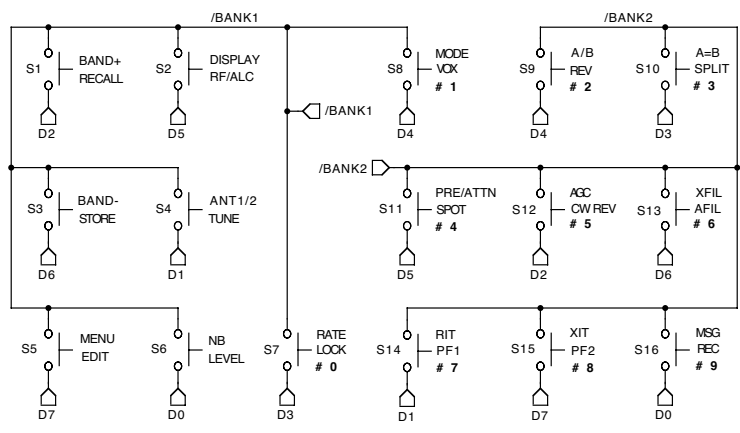 /BANK1
/BANK2
S1
BAND+
RECALL
D2
S2
DISPLAY
RF/ALC
D5
/BANK1
S8
MODE
VOX
# 1
D4
S9
A/B
REV
# 2
D4
S10
A=B
SPLIT
# 3
D3
/BANK2
S3
BAND-
STORE
D6
S4
ANT1/2
TUNE
D1
S11
PRE/ATTN
SPOT
# 4
D5
S12
AGC
CW REV
# 5
D2
S13
XFIL
AFIL
# 6
D6
S5
MENU
EDIT
D7
S6
NB
LEVEL
D0
S7
RATE
LOCK
# 0
D3
S14
RIT
PF1
# 7
D1
S15
XIT
PF2
# 8
D7
S16
MSG
REC
# 9
D0